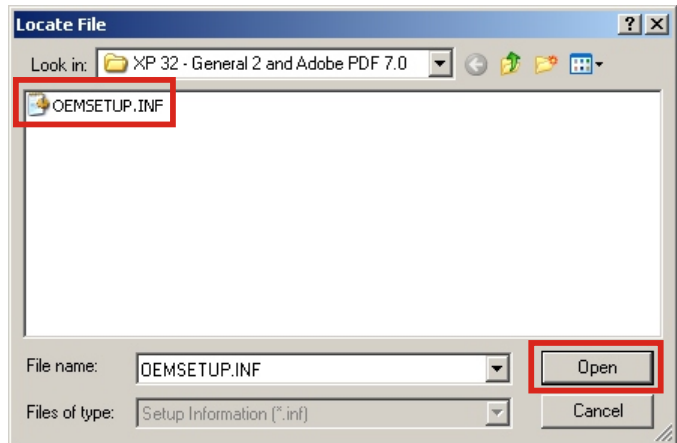 Locate File
Look in: XP 32 - General 2 and Adobe PDF 7.0
OEMSETUP.INF
File name: OEMSETUP.INF Open
Files of type: Setup Information (*.inf) Cancel